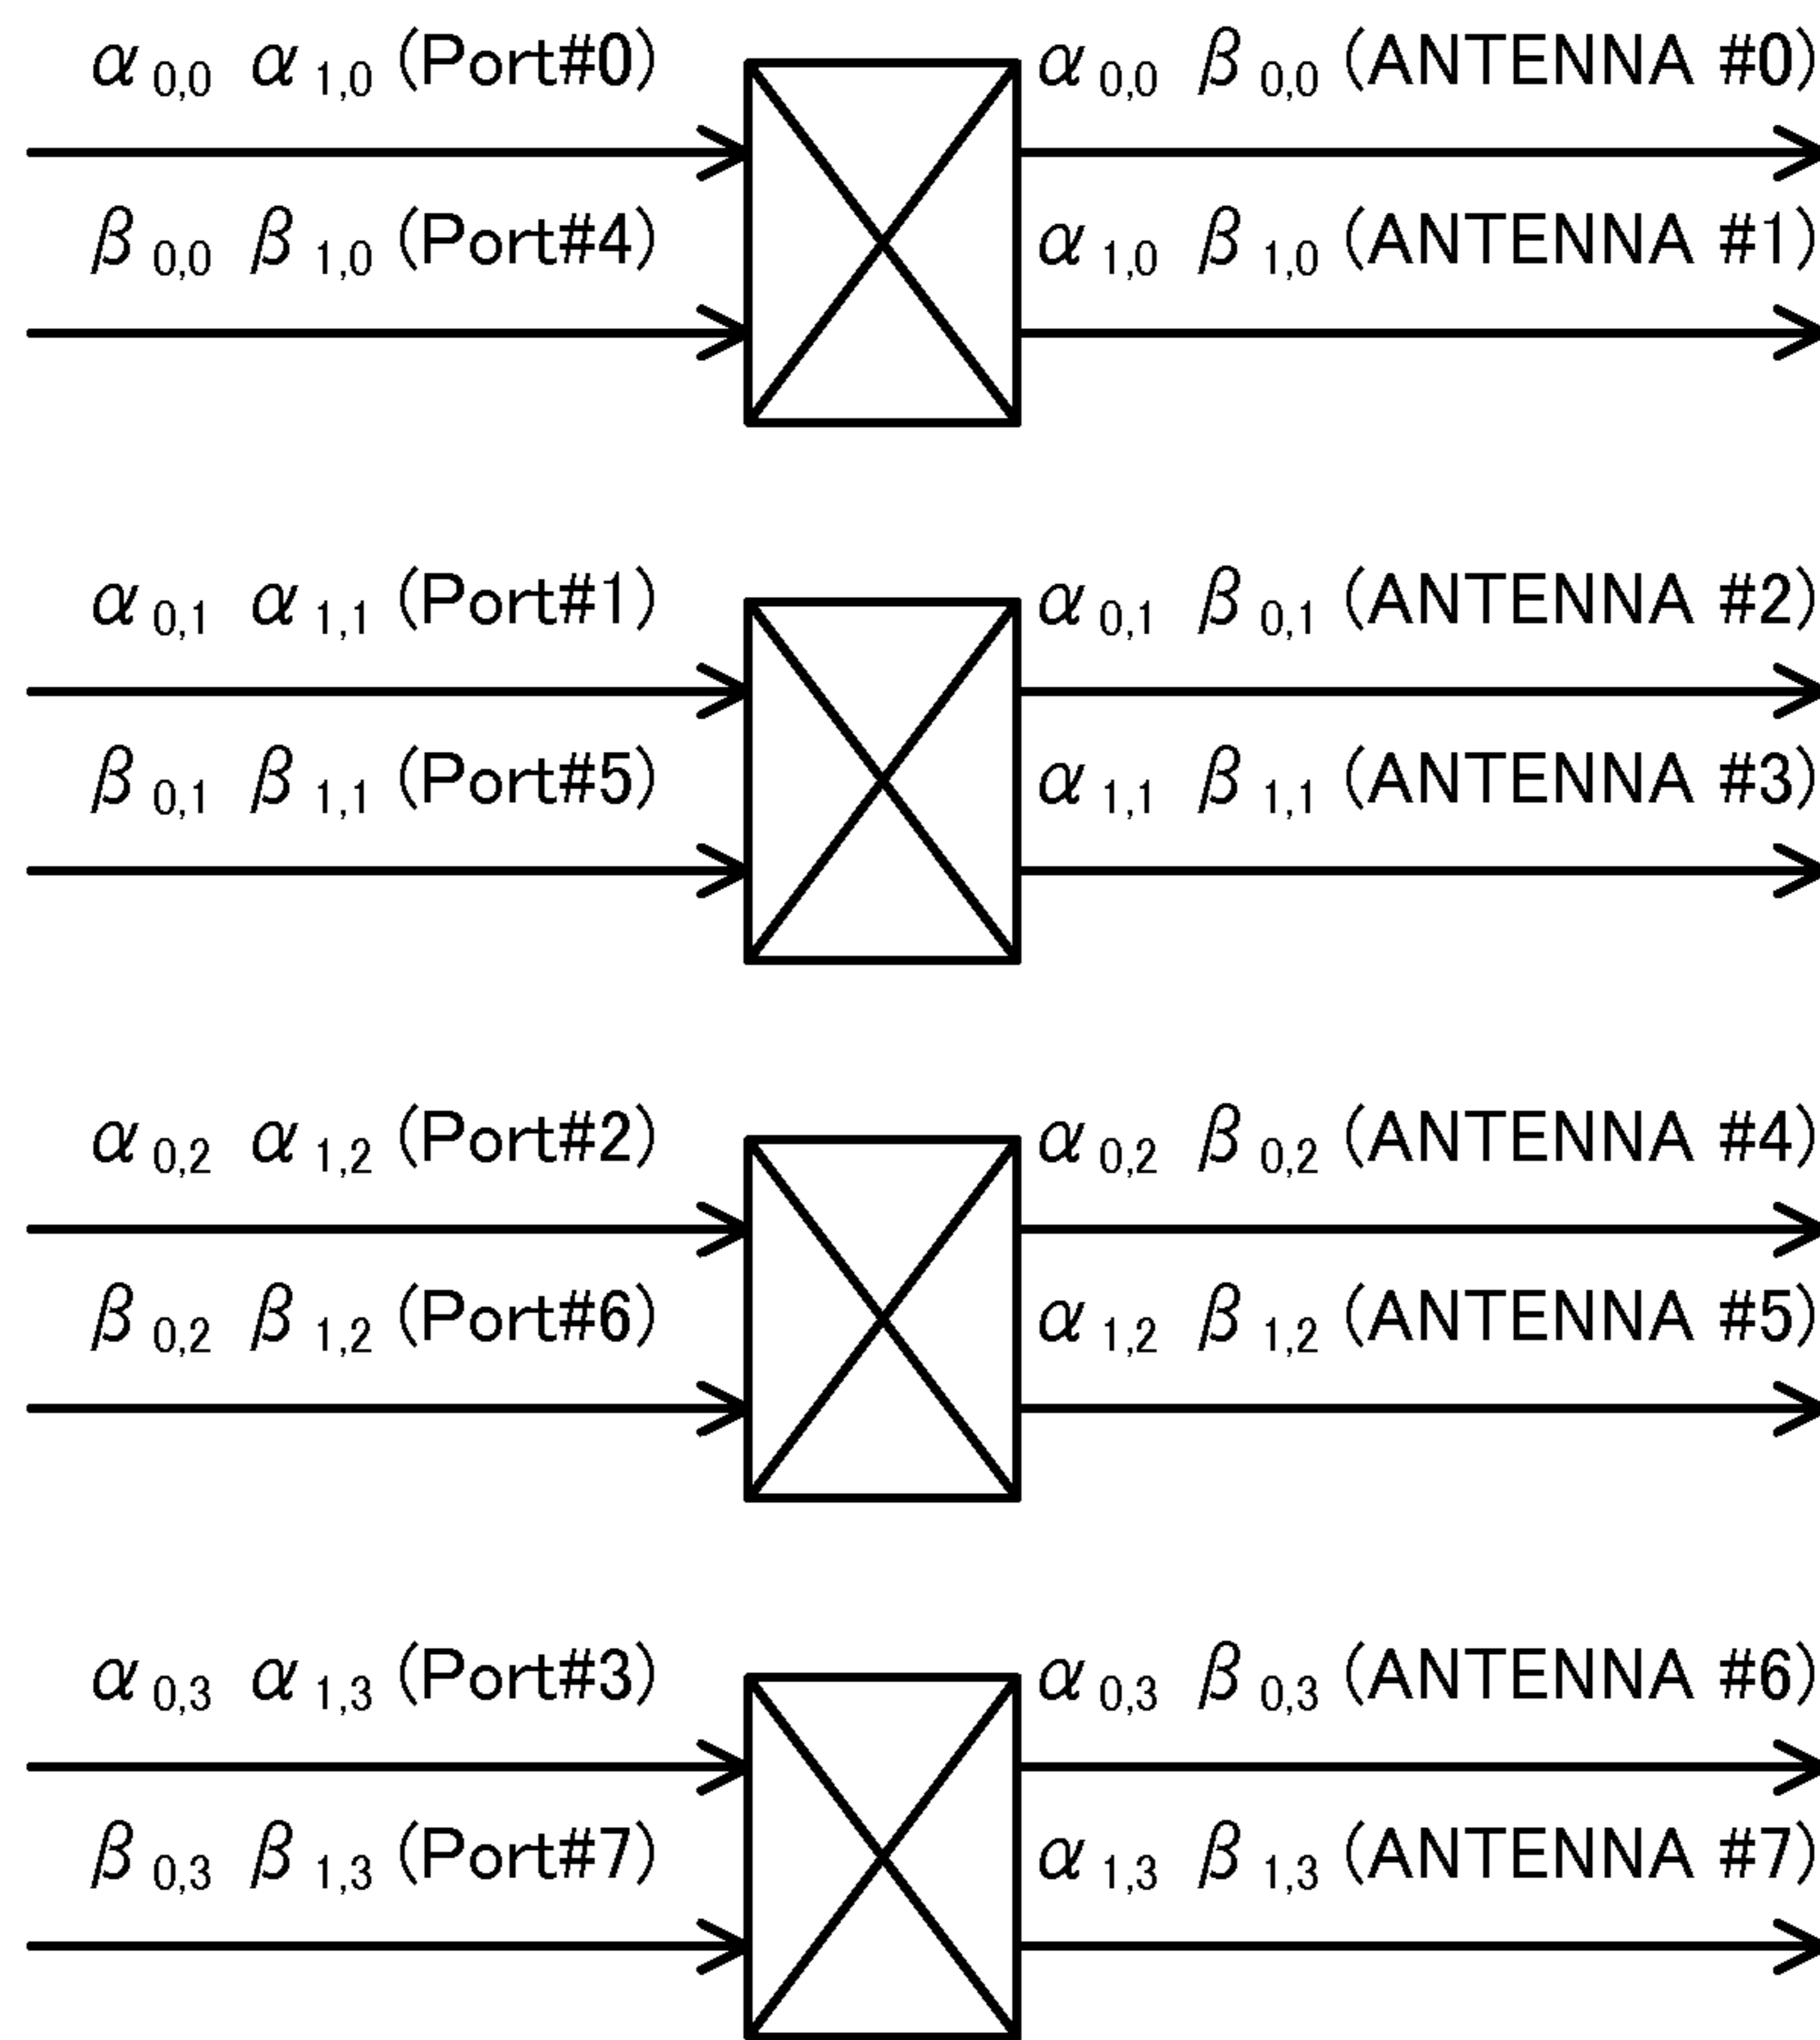 α 0,0 α 1,0 (Port#0) α 0,0 β 0,0 (ANTENNA #0)
β 0,0 β 1,0 (Port#4) α 1,0 β 1,0 (ANTENNA #1)
α 0,1 α 1,1 (Port#1) α 0,1 β 0,1 (ANTENNA #2)
β 0,1 β 1,1 (Port#5) α 1,1 β 1,1 (ANTENNA #3)
α 0,2 α 1,2 (Port#2) α 0,2 β 0,2 (ANTENNA #4)
β 0,2 β 1,2 (Port#6) α 1,2 β 1,2 (ANTENNA #5)
α 0,3 α 1,3 (Port#3) α 0,3 β 0,3 (ANTENNA #6)
β 0,3 β 1,3 (Port#7) α 1,3 β 1,3 (ANTENNA #7)